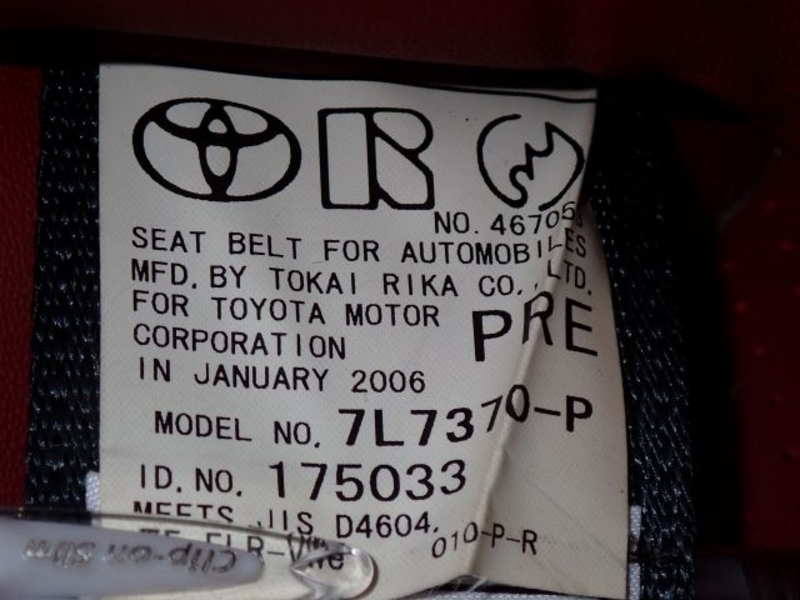 NO. 46705
SEAT BELT FOR AUTOMOBILES
MFD. BY TOKAI RIKA CO., LTD.
FOR TOYOTA MOTOR
CORPORATION
PRE
IN JANUARY 2006
MODEL NO. 7L7370-P
ID. NO. 175033
MEETS JIS D4604.
010-P-R
Clip-on Slim